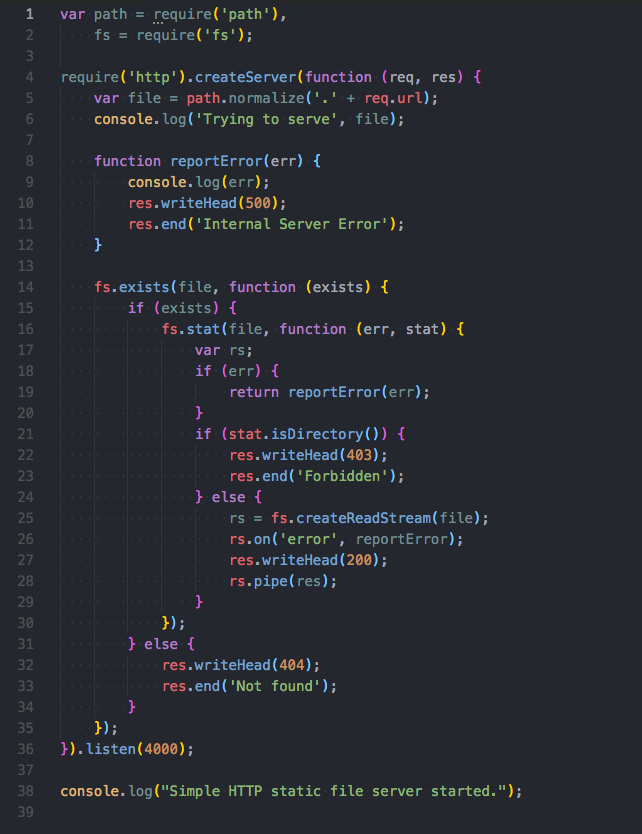 1 var path = require('path'),
2     fs = require('fs');
3
4 require('http').createServer(function (req, res) {
5     var file = path.normalize('.' + req.url);
6     console.log('Trying to serve', file);
7
8     function reportError(err) {
9         console.log(err);
10         res.writeHead(500);
11         res.end('Internal Server Error');
12     }
13
14     fs.exists(file, function (exists) {
15         if (exists) {
16             fs.stat(file, function (err, stat) {
17                 var rs;
18                 if (err) {
19                     return reportError(err);
20                 }
21                 if (stat.isDirectory()) {
22                     res.writeHead(403);
23                     res.end('Forbidden');
24                 } else {
25                     rs = fs.createReadStream(file);
26                     rs.on('error', reportError);
27                     res.writeHead(200);
28                     rs.pipe(res);
29                 }
30             });
31         } else {
32             res.writeHead(404);
33             res.end('Not found');
34         }
35     });
36 }).listen(4000);
37
38 console.log("Simple HTTP static file server started.");
39